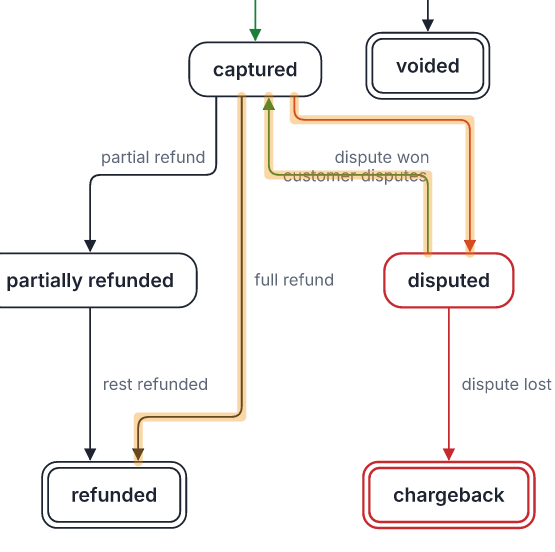 captured
voided
partial refund
dispute won
customer disputes
partially refunded
full refund
disputed
rest refunded
dispute lost
refunded
chargeback